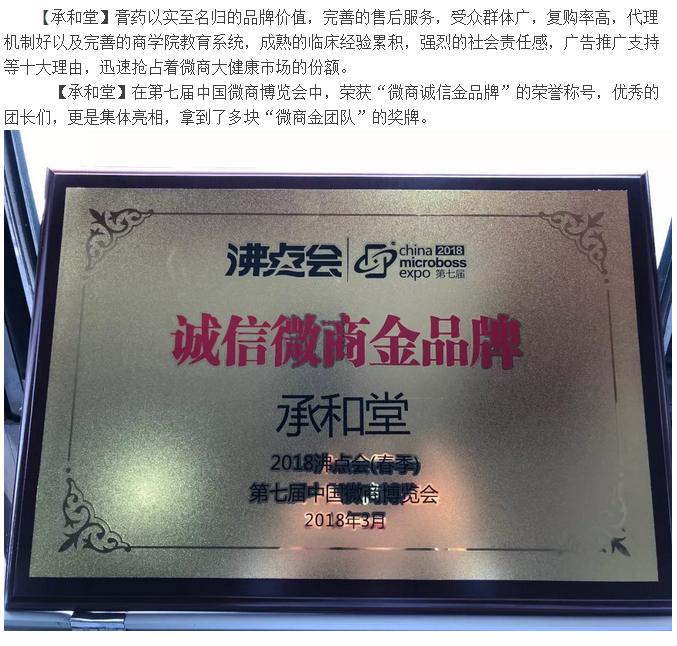 【承和堂】膏药以实至名归的品牌价值，完善的售后服务，受众群体广，复购率高，代理
机制好以及完善的商学院教育系统，成熟的临床经验累积，强烈的社会责任感，广告推广支持
等十大理由，迅速抢占着微商大健康市场的份额。
【承和堂】在第七届中国微商博览会中，荣获“微商诚信金品牌”的荣誉称号，优秀的
团长们，更是集体亮相，拿到了多块“微商金团队”的奖牌。
沸点会 china 2018
microboss
expo 第七届
诚信微商金品牌
承和堂
2018沸点会(春季)
第七届中国微商博览会
2018年3月